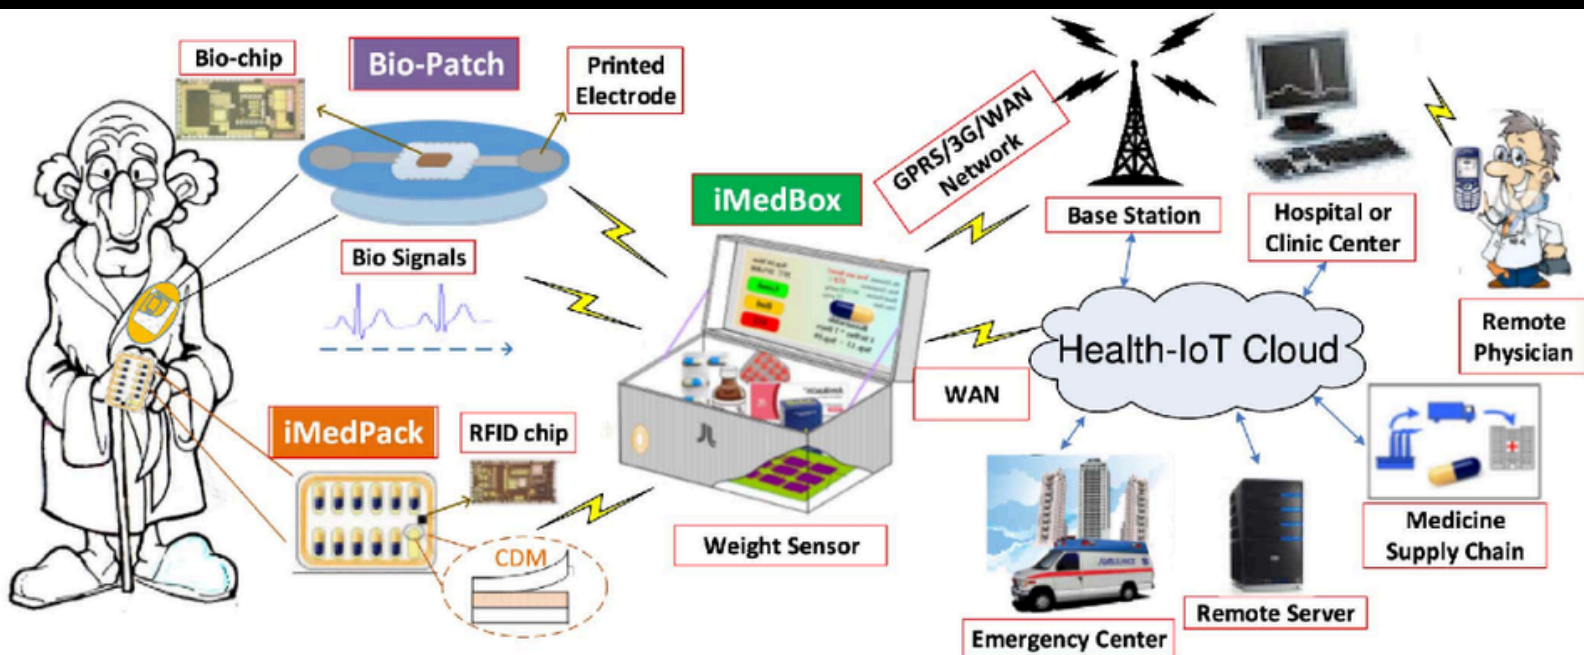 Bio-chip
Bio-Patch
Printed
Electrode
GPRS/3G/WAN
Network
iMedBox
Base Station
Hospital or
Clinic Center
Bio Signals
Remote
Physician
Health-IoT Cloud
WAN
iMedPack
RFID chip
CDM
Weight Sensor
Medicine
Supply Chain
AMBULANCE
Remote Server
Emergency Center